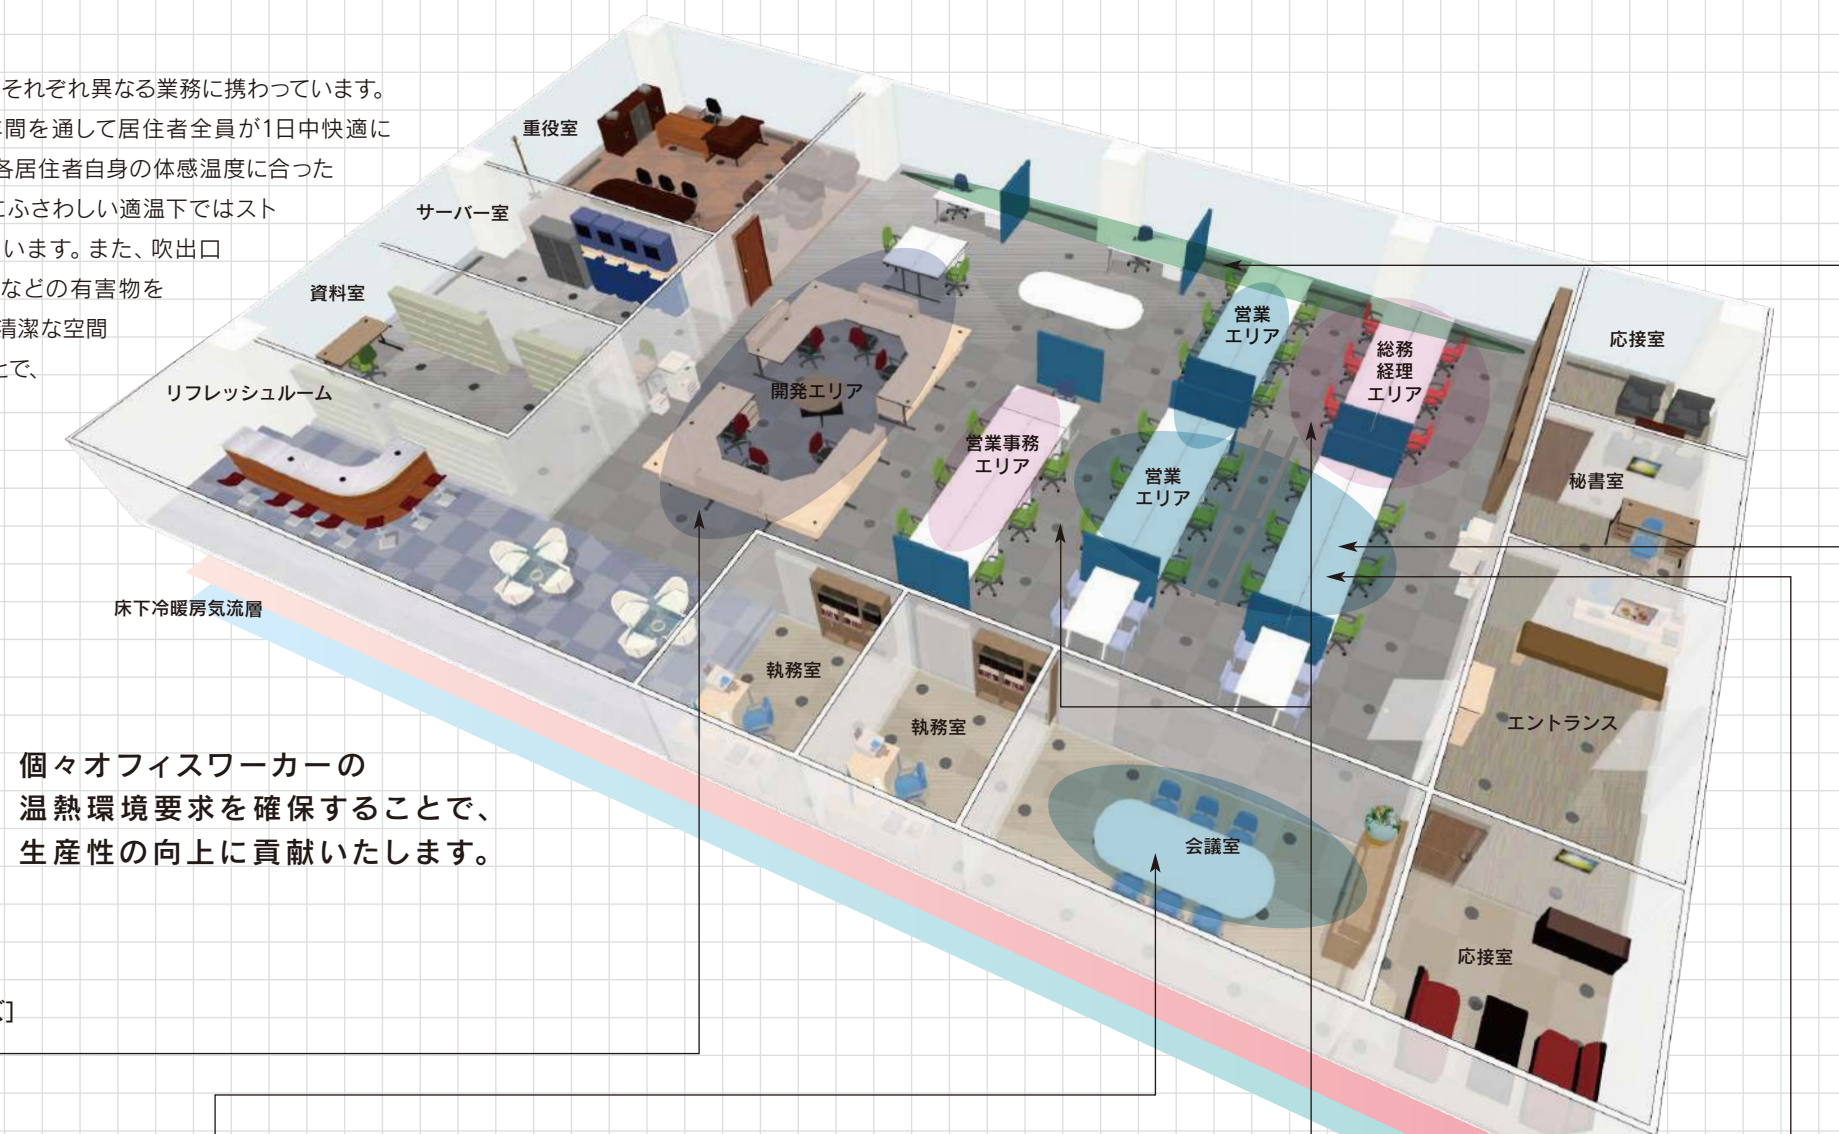 それぞれ異なる業務に携わっています。
間を通して居住者全員が1日中快適に
各居住者自身の体感温度に合った
ふさわしい適温下ではスト
います。また、吹出口
などの有害物を
清潔な空間
とで、
重役室
サーバー室
資料室
リフレッシュルーム
開発エリア
営業事務
エリア
営業
エリア
営業
エリア
総務
経理
エリア
応接室
秘書室
エントランス
床下冷暖房気流層
執務室
執務室
会議室
応接室
個々オフィスワーカーの
温熱環境要求を確保することで、
生産性の向上に貢献いたします。
]